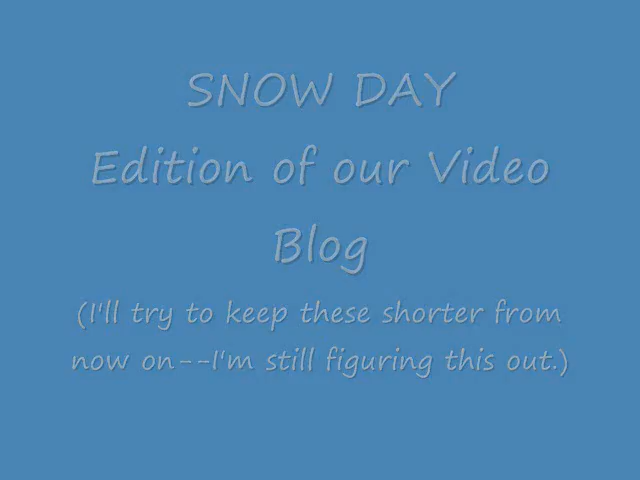 SNOW DAY
Edition of our Video
Blog
(I'll try to keep these shorter from
now on--I'm still figuring this out.)